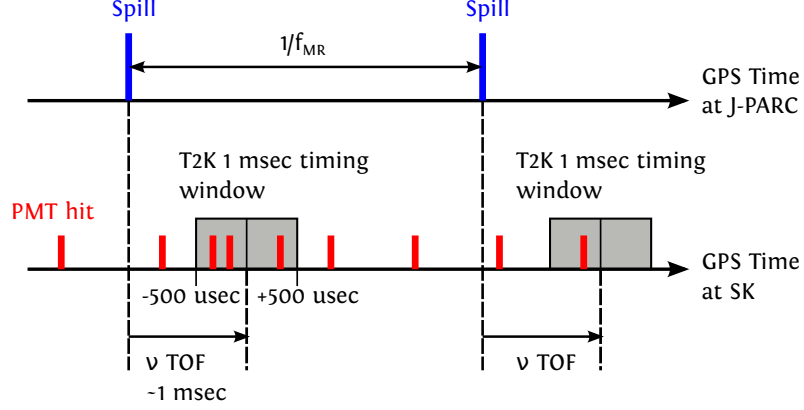 Spill
Spill
1/fMR
GPS Time
at J-PARC
T2K 1 msec timing
window
T2K 1 msec timing
window
PMT hit
GPS Time
at SK
-500 usec
+500 usec
ν TOF
~1 msec
ν TOF